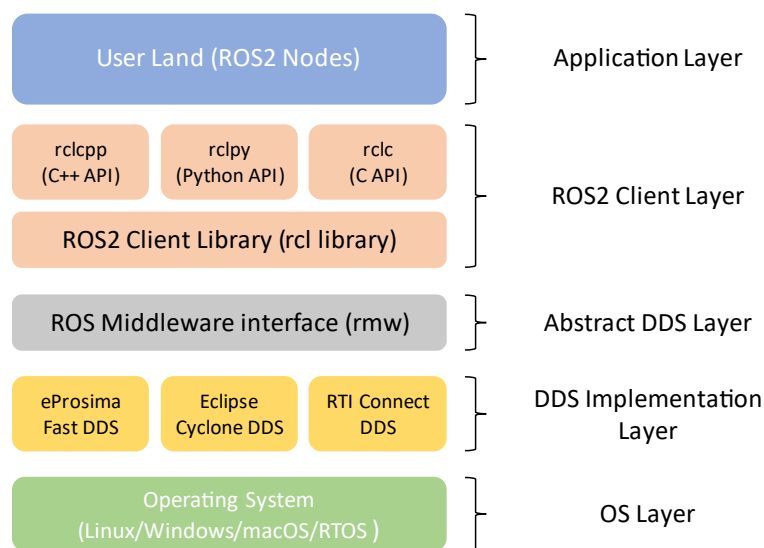 User Land (ROS2 Nodes)
Application Layer
rclcpp
(C++ API)
rclpy
(Python API)
rclc
(C API)
ROS2 Client Layer
ROS2 Client Library (rcl library)
ROS Middleware interface (rmw)
Abstract DDS Layer
eProsima
Fast DDS
Eclipse
Cyclone DDS
RTI Connect
DDS
DDS Implementation
Layer
Operating System
(Linux/Windows/macOS/RTOS )
OS Layer